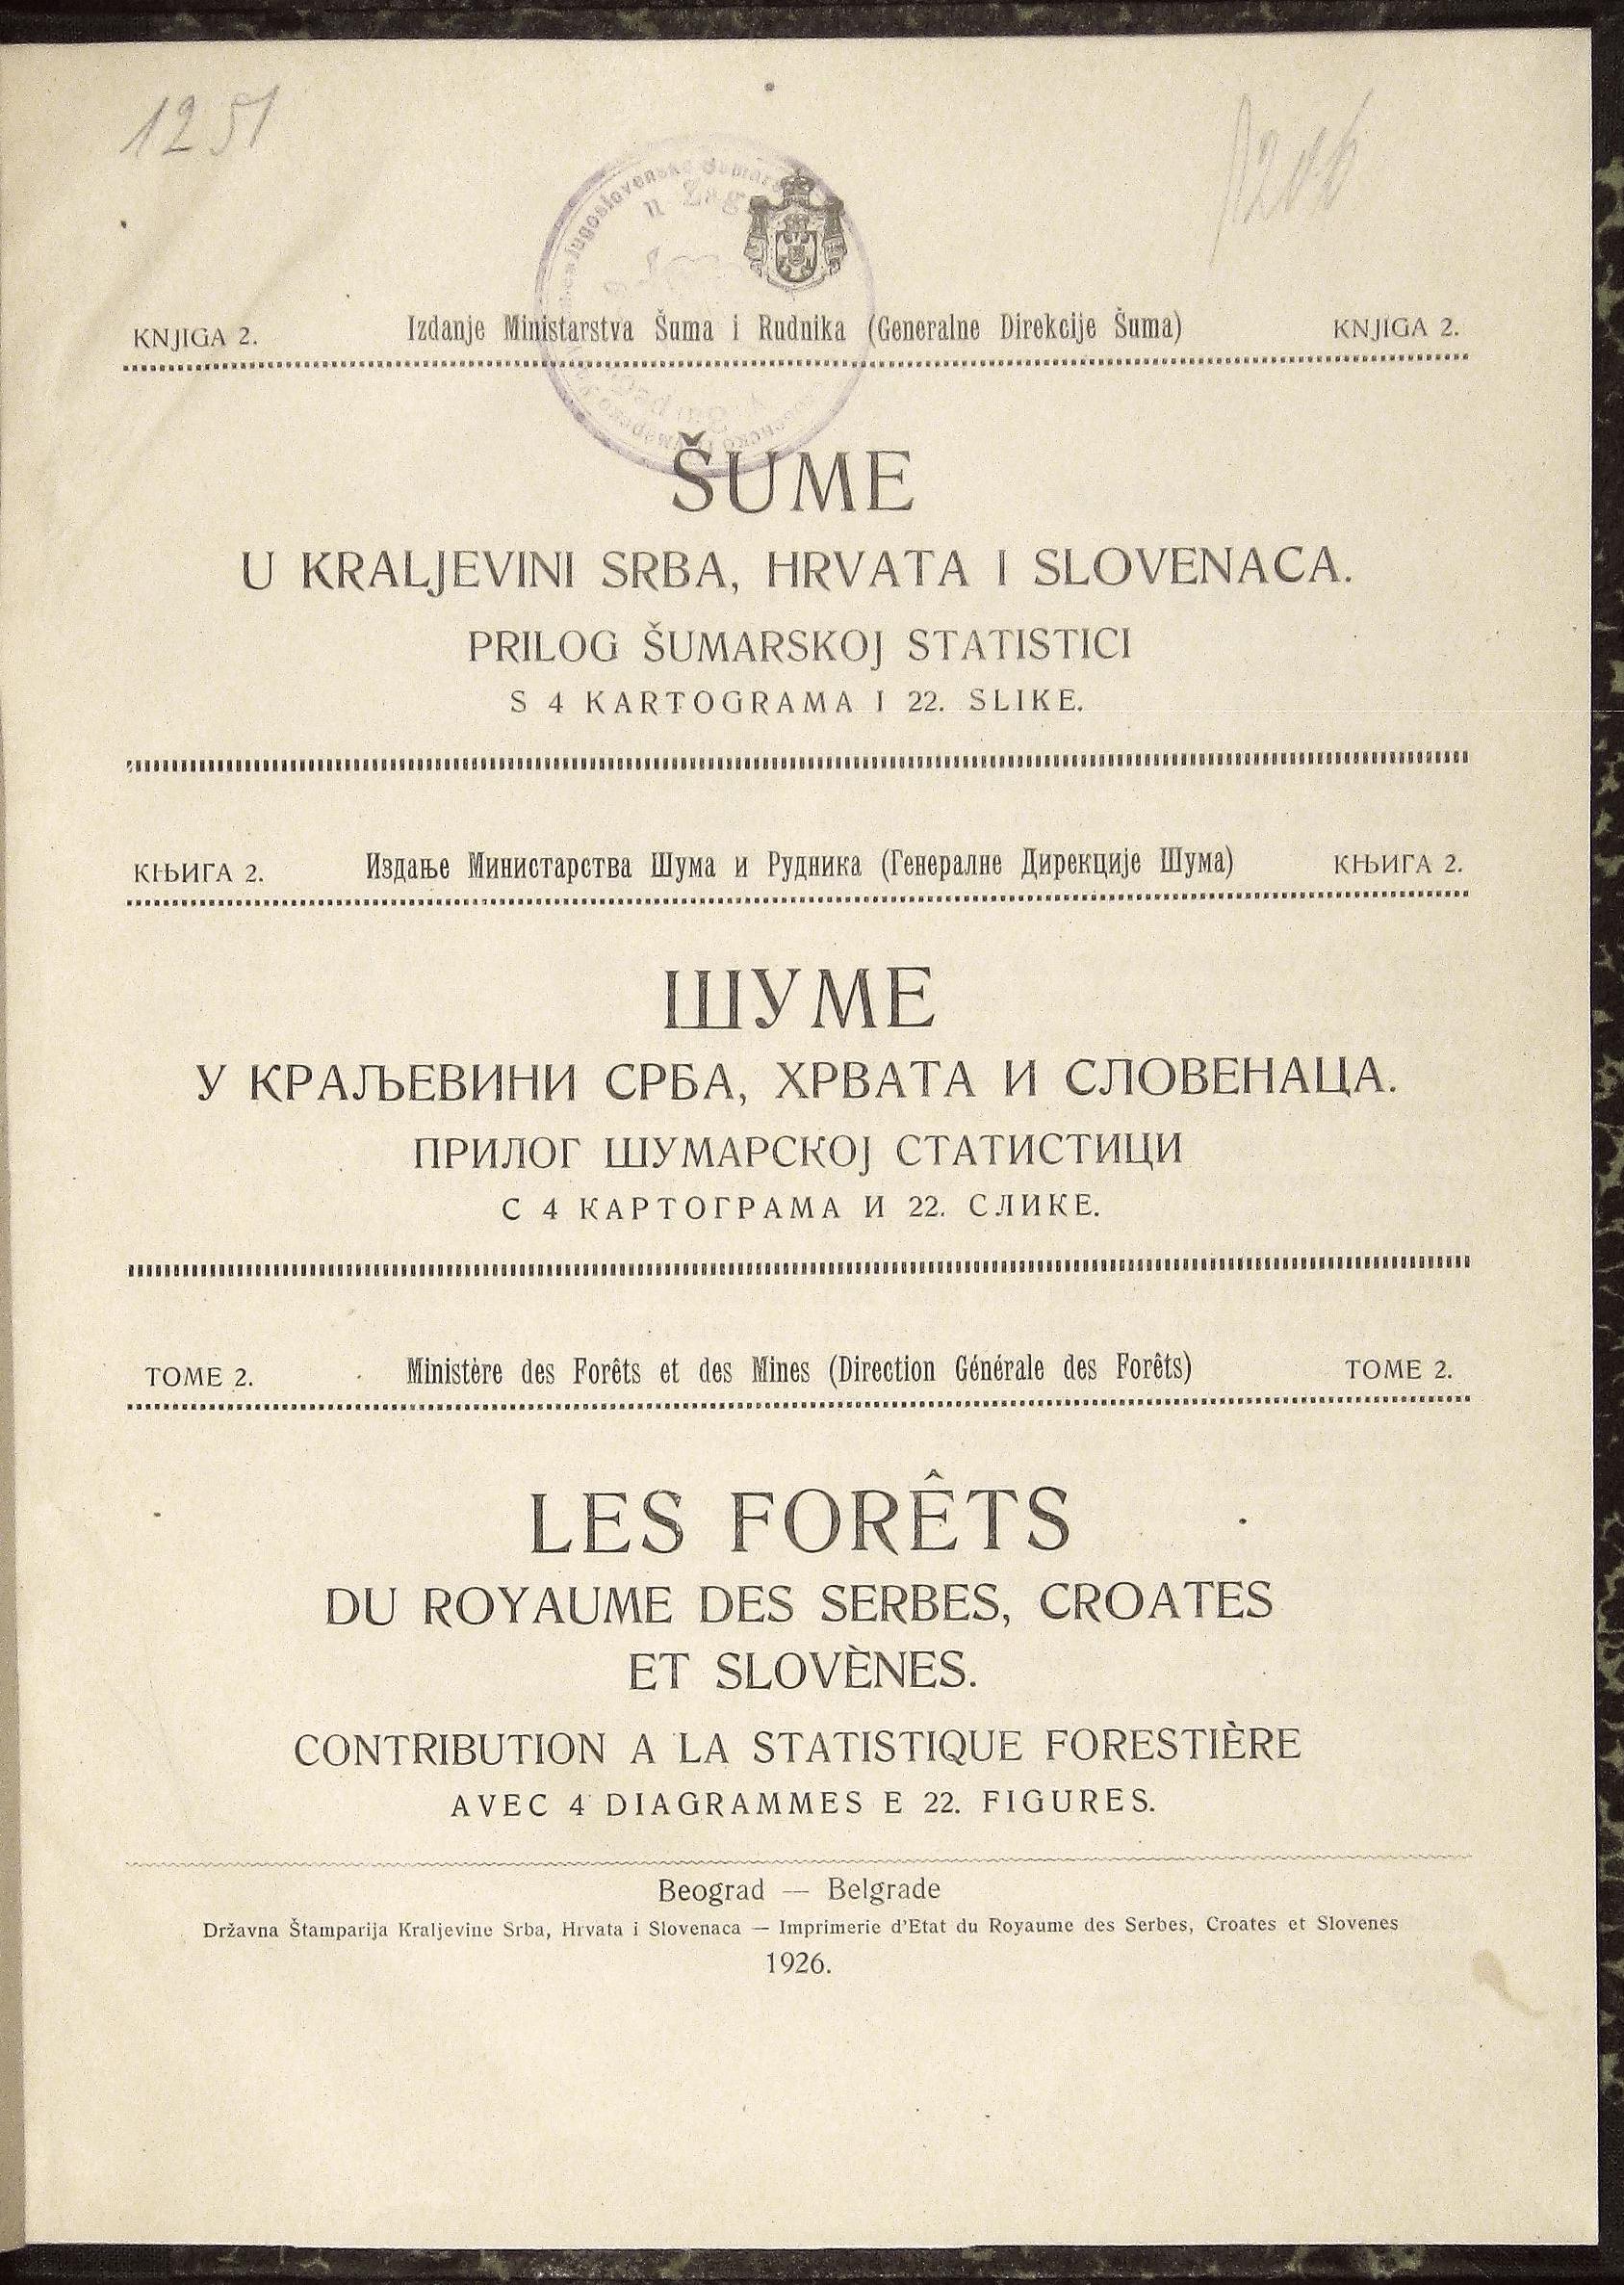 1251
KNJIGA 2. Izdanje Ministarstva Šuma i Rudnika (Generalne Direkcije Šuma) KNJIGA 2.
ŠUME
U KRALJEVINI SRBA, HRVATA I SLOVENACA.
PRILOG ŠUMARSKOJ STATISTICI
S 4 KARTOGRAMA I 22. SLIKE.
КЊИГА 2. Издање Министарства Шума и Рудника (Генералне Дирекције Шума) КЊИГА 2.
ШУМЕ
У КРАЉЕВИНИ СРБА, ХРВАТА И СЛОВЕНАЦА.
ПРИЛОГ ШУМАРСКОЈ СТАТИСТИЦИ
С 4 КАРТОГРАМА И 22. СЛИКЕ.
TOME 2. Ministère des Forêts et des Mines (Direction Générale des Forêts) TOME 2.
LES FORÊTS
DU ROYAUME DES SERBES, CROATES
ET SLOVÈNES.
CONTRIBUTION A LA STATISTIQUE FORESTIÈRE
AVEC 4 DIAGRAMMES E 22. FIGURES.
Beograd — Belgrade
Državna Štamparija Kraljevine Srba, Hrvata i Slovenaca — Imprimerie d'Etat du Royaume des Serbes, Croates et Slovenes
1926.